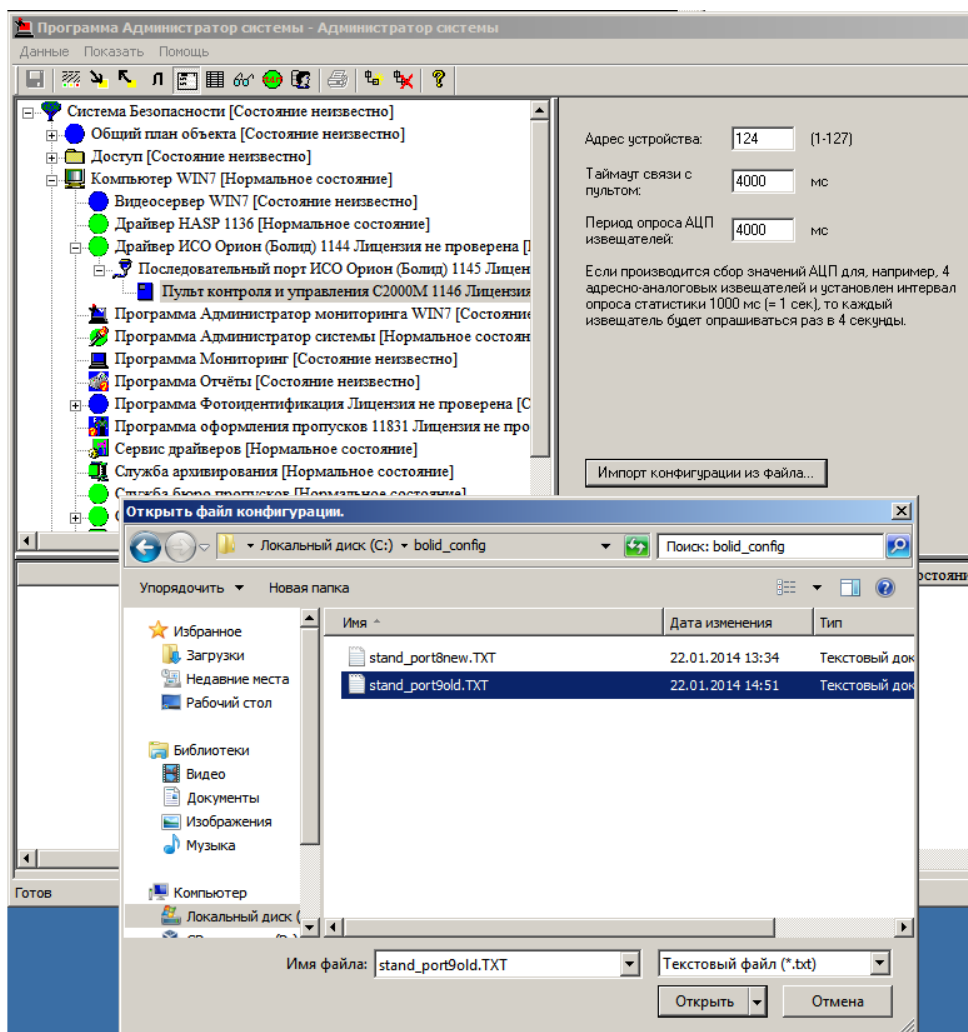 Программа Администратор системы - Администратор системы
Данные Показать Помощь
Система Безопасности [Состояние неизвестно]
Общий план объекта [Состояние неизвестно]
Доступ [Состояние неизвестно]
Компьютер WIN7 [Нормальное состояние]
Видеосервер WIN7 [Состояние неизвестно]
Драйвер HASP 1136 [Нормальное состояние]
Драйвер ИСО Орион (Болид) 1144 Лицензия не проверена [
Последовательный порт ИСО Орион (Болид) 1145 Лицен
Пульт контроля и управления С2000М 1146 Лицензия
Программа Администратор мониторинга WIN7 [Состояние
Программа Администратор системы [Нормальное состоян
Программа Мониторинг [Состояние неизвестно]
Программа Отчёты [Состояние неизвестно]
Программа Фотоидентификация Лицензия не проверена [С
Программа оформления пропусков 11831 Лицензия не про
Сервис драйверов [Нормальное состояние]
Служба архивирования [Нормальное состояние]
Служба бюро пропусков [Нормальное состояние]
Адрес устройства: 124 (1-127)
Таймаут связи с
пультом: 4000 мс
Период опроса АЦП
извещателей: 4000 мс
Если производится сбор значений АЦП для, например, 4
адресно-аналоговых извещателей и установлен интервал
опроса статистики 1000 мс (= 1 сек), то каждый
извещатель будет опрашиваться раз в 4 секунды.
Импорт конфигурации из файла...
Открыть файл конфигурации.
Локальный диск (C:) bolid_config
Поиск: bolid_config
Упорядочить Новая папка
Избранное
Загрузки
Недавние места
Рабочий стол
Библиотеки
Видео
Документы
Изображения
Музыка
Компьютер
Локальный диск (
Имя Дата изменения Тип
stand_port8new.TXT 22.01.2014 13:34 Текстовый док
stand_port9old.TXT 22.01.2014 14:51 Текстовый док
Имя файла: stand_port9old.TXT Текстовый файл (*.txt)
Открыть Отмена
Готов